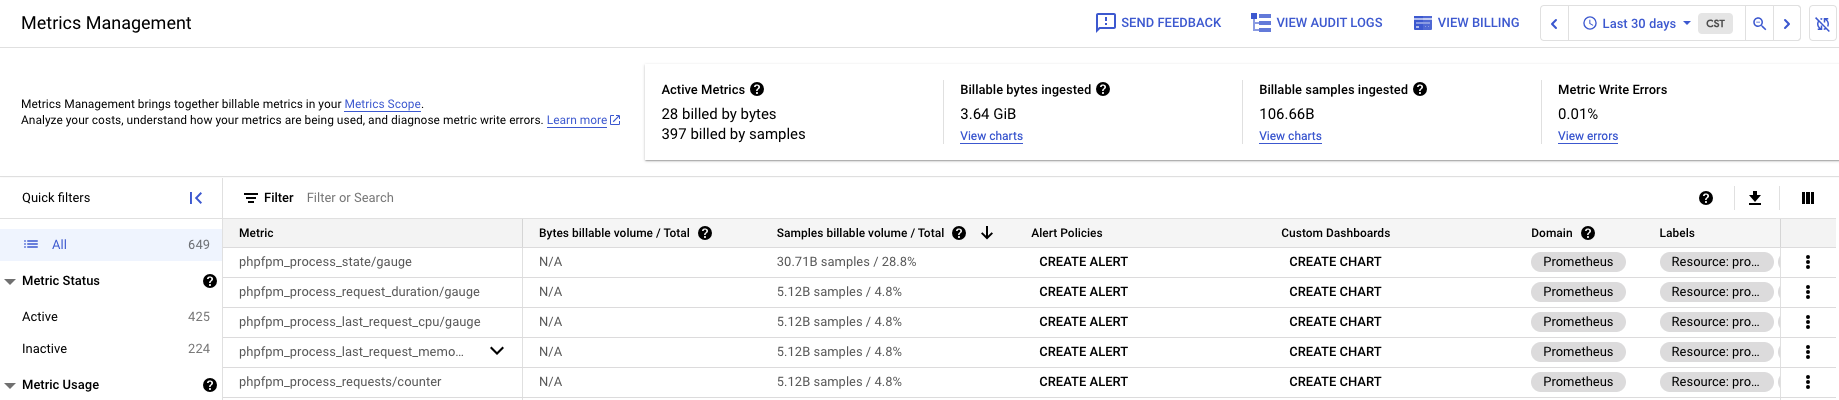 Metrics Management
SEND FEEDBACK
VIEW AUDIT LOGS
VIEW BILLING
Last 30 days
CST
Metrics Management brings together billable metrics in your Metrics Scope.
Analyze your costs, understand how your metrics are being used, and diagnose metric write errors. Learn more
Active Metrics
28 billed by bytes
397 billed by samples
Billable bytes ingested
3.64 GiB
View charts
Billable samples ingested
106.66B
View charts
Metric Write Errors
0.01%
View errors
Quick filters
All 649
Metric Status
Active 425
Inactive 224
Metric Usage
Filter Filter or Search
Metric Bytes billable volume / Total Samples billable volume / Total Alert Policies Custom Dashboards Domain Labels
phpfpm_process_state/gauge N/A 30.71B samples / 28.8% CREATE ALERT CREATE CHART Prometheus Resource: pro...
phpfpm_process_request_duration/gauge N/A 5.12B samples / 4.8% CREATE ALERT CREATE CHART Prometheus Resource: pro...
phpfpm_process_last_request_cpu/gauge N/A 5.12B samples / 4.8% CREATE ALERT CREATE CHART Prometheus Resource: pro...
phpfpm_process_last_request_memo... N/A 5.12B samples / 4.8% CREATE ALERT CREATE CHART Prometheus Resource: pro...
phpfpm_process_requests/counter N/A 5.12B samples / 4.8% CREATE ALERT CREATE CHART Prometheus Resource: pro...